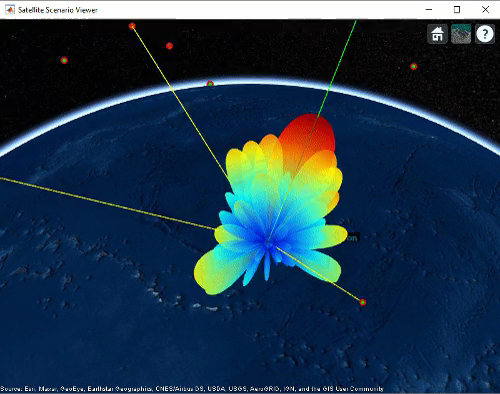 Satellite Scenario Viewer
?
on
Source: Esri, Maxar, GeoEye, Earthstar Geographics, CNES/Airbus DS, USDA, USGS, AeroGRID, IGN, and the GIS User Community